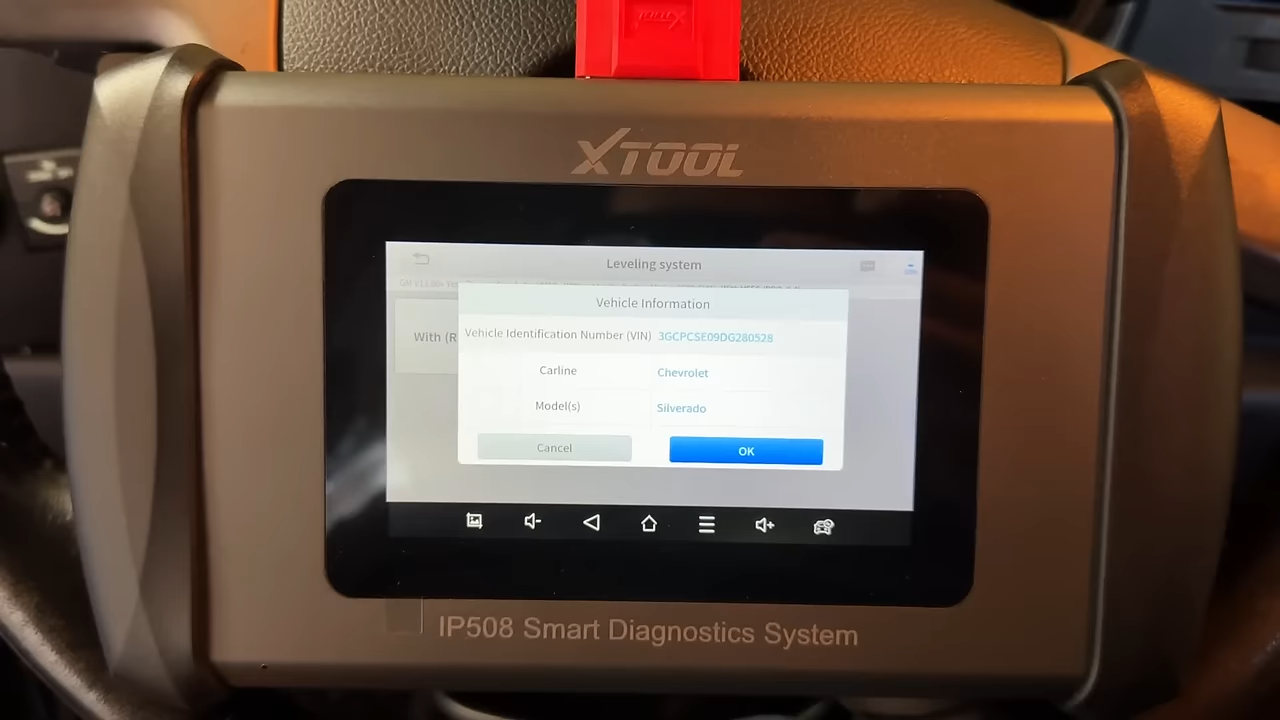 XTOOL
Leveling system
Vehicle Information
With (R
Vehicle Identification Number (VIN) 3GCPCSE09DG280528
Carline Chevrolet
Model(s) Silverado
Cancel OK
IP508 Smart Diagnostics System